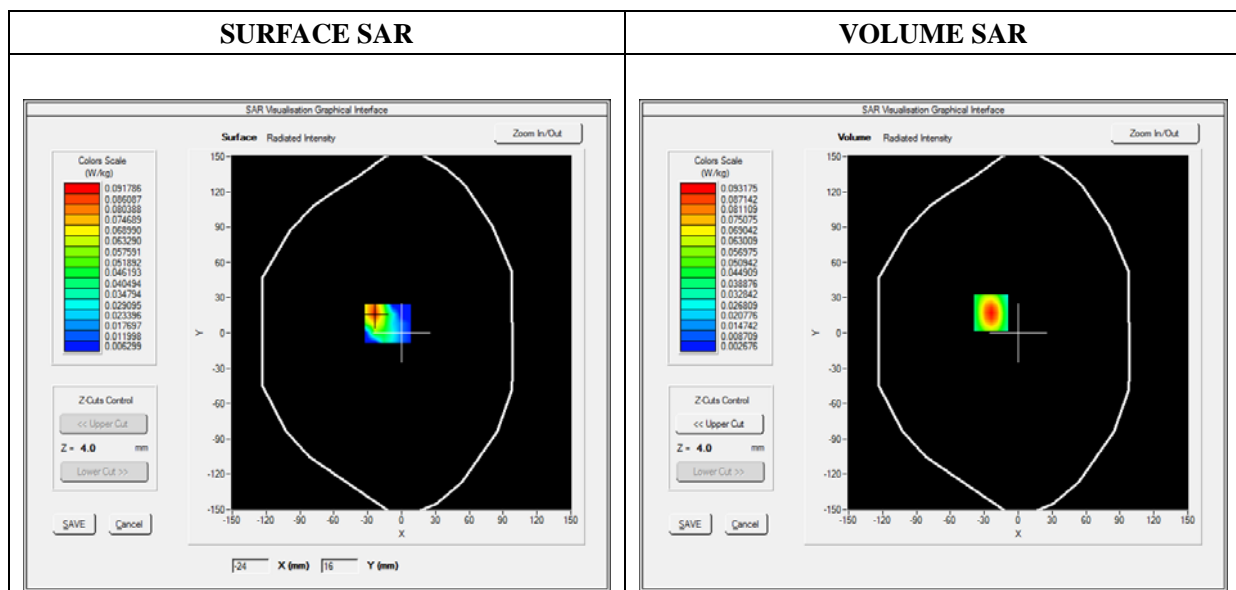 SURFACE SAR
VOLUME SAR
SAR Visualisation Graphical Interface
Surface Radiated Intensity
Zoom In/Out
Colors Scale
(W/kg)
0.091786
0.086087
0.080388
0.074689
0.068990
0.063290
0.057591
0.051892
0.046193
0.040494
0.034794
0.029095
0.023396
0.017697
0.011998
0.006299
Z-Cuts Control
<< Upper Cut
Z = 4.0 mm
Lower Cut >>
SAVE Cancel
150
120
90
60
30
0
-30
-60
-90
-120
-150
Y
-150 -120 -90 -60 -30 0 30 60 90 120 150
X
-24 X (mm) 16 Y (mm)
SAR Visualisation Graphical Interface
Volume Radiated Intensity
Zoom In/Out
Colors Scale
(W/kg)
0.093175
0.087142
0.081109
0.075075
0.069042
0.063009
0.056975
0.050942
0.044909
0.038876
0.032842
0.026809
0.020776
0.014742
0.008709
0.002676
Z-Cuts Control
<< Upper Cut
Z = 4.0 mm
Lower Cut >>
SAVE Cancel
150
120
90
60
30
0
-30
-60
-90
-120
-150
Y
-150 -120 -90 -60 -30 0 30 60 90 120 150
X